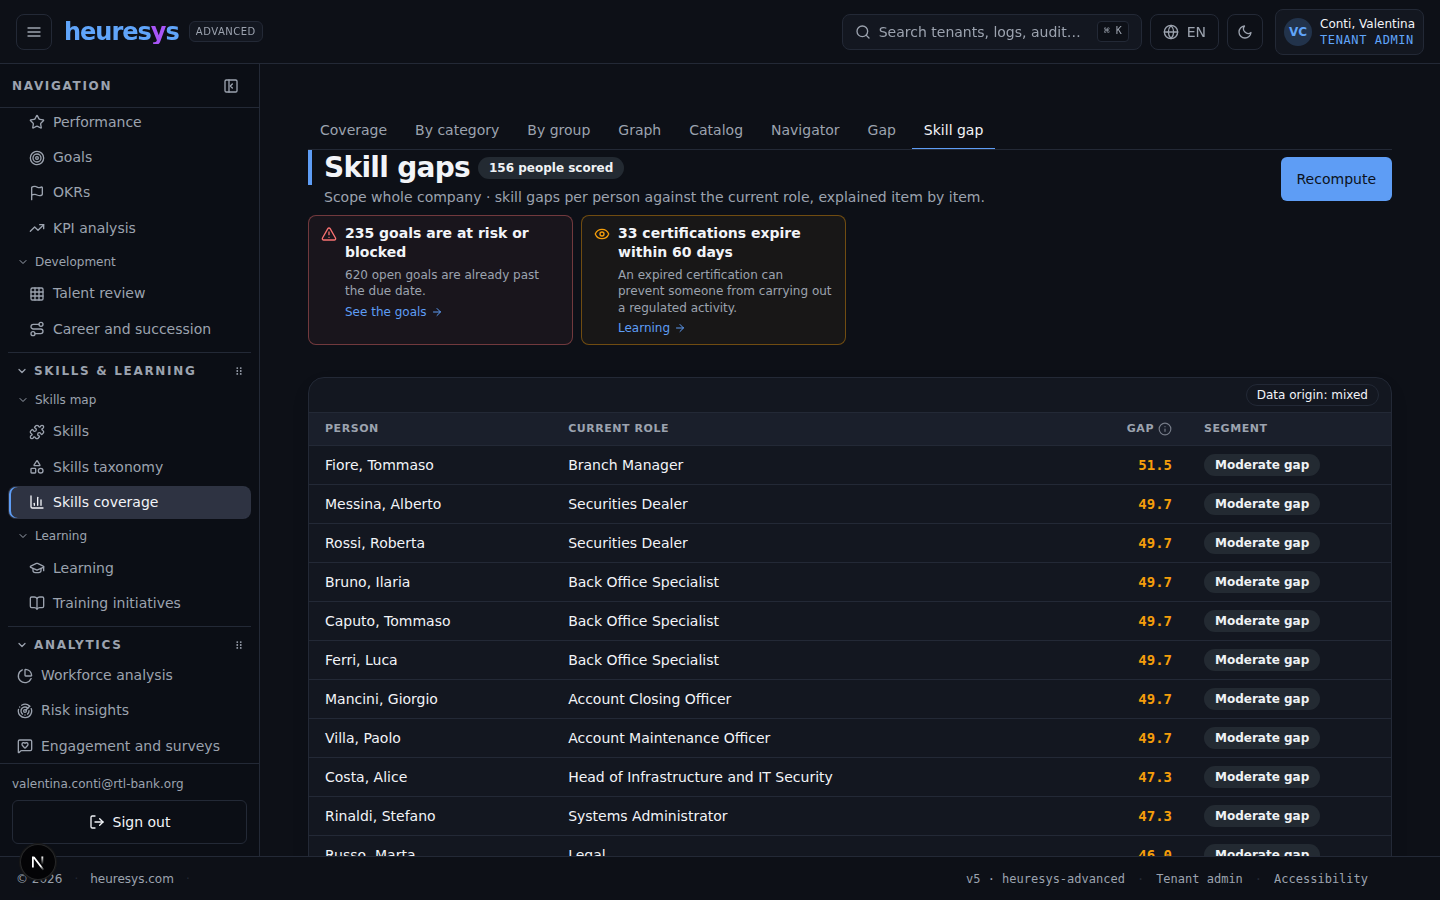 heuresys ADVANCED
Search tenants, logs, audit... ⌘ K
EN
VC
Conti, Valentina
TENANT ADMIN
NAVIGATION
Performance
Goals
OKRs
KPI analysis
Development
Talent review
Career and succession
SKILLS & LEARNING
Skills map
Skills
Skills taxonomy
Skills coverage
Learning
Learning
Training initiatives
ANALYTICS
Workforce analysis
Risk insights
Engagement and surveys
valentina.conti@rtl-bank.org
Sign out
Coverage By category By group Graph Catalog Navigator Gap Skill gap
Skill gaps 156 people scored
Scope whole company · skill gaps per person against the current role, explained item by item.
Recompute
235 goals are at risk or
blocked
620 open goals are already past
the due date.
See the goals →
33 certifications expire
within 60 days
An expired certification can
prevent someone from carrying out
a regulated activity.
Learning →
Data origin: mixed
PERSON CURRENT ROLE GAP SEGMENT
Fiore, Tommaso Branch Manager 51.5 Moderate gap
Messina, Alberto Securities Dealer 49.7 Moderate gap
Rossi, Roberta Securities Dealer 49.7 Moderate gap
Bruno, Ilaria Back Office Specialist 49.7 Moderate gap
Caputo, Tommaso Back Office Specialist 49.7 Moderate gap
Ferri, Luca Back Office Specialist 49.7 Moderate gap
Mancini, Giorgio Account Closing Officer 49.7 Moderate gap
Villa, Paolo Account Maintenance Officer 49.7 Moderate gap
Costa, Alice Head of Infrastructure and IT Security 47.3 Moderate gap
Rinaldi, Stefano Systems Administrator 47.3 Moderate gap
Russo, Marta Legal 46.0 Moderate gap
N
© 2026 · heuresys.com ·
v5 · heuresys-advanced · Tenant admin · Accessibility